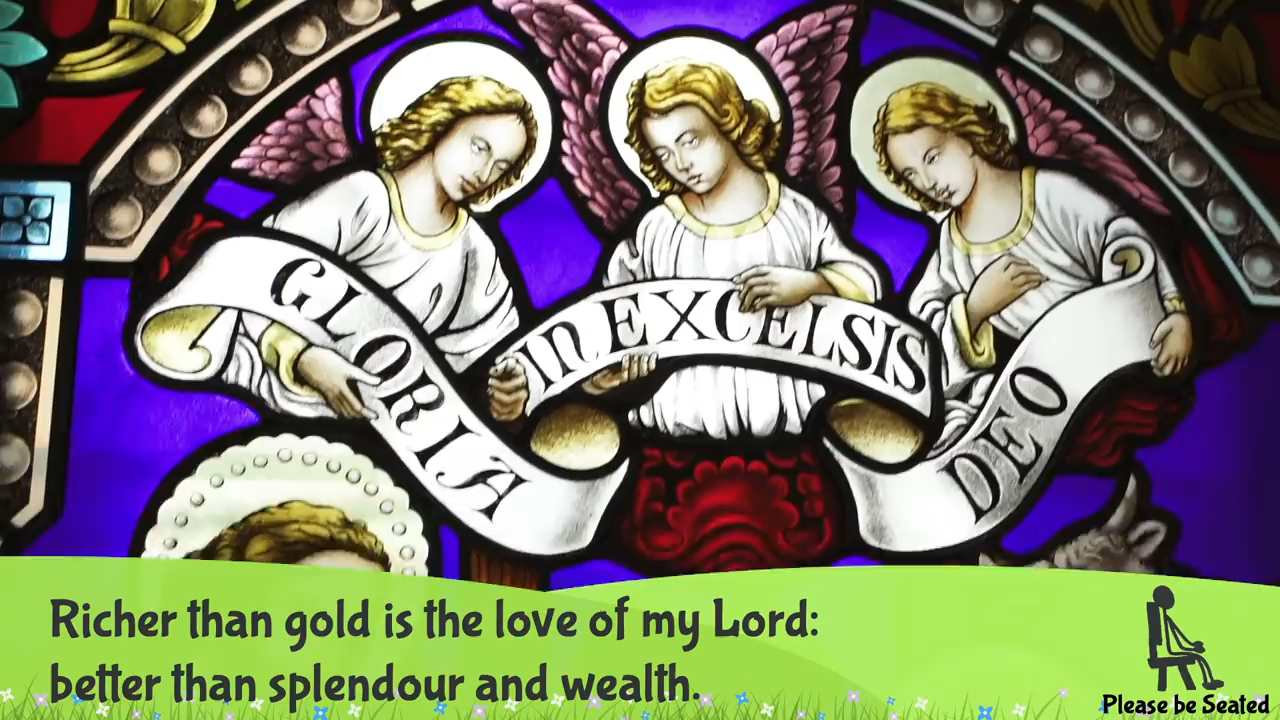 GLORIA IN EXCELSIS DEO
Richer than gold is the love of my Lord:
better than splendour and wealth.
Please be Seated